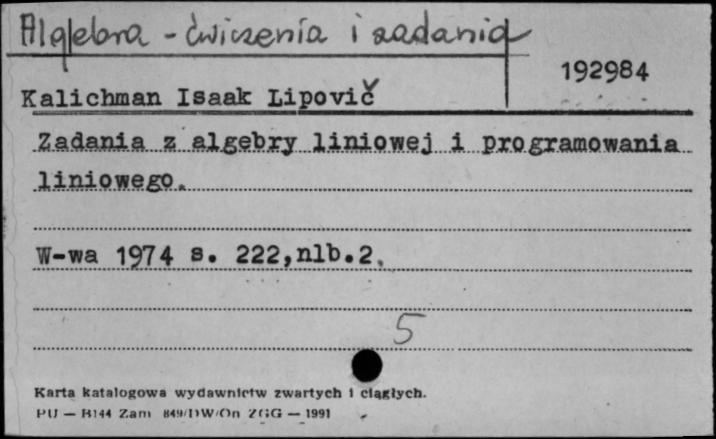 Algebra - ćwiczenia i zadania
192984
Kalichman Isaak Lipovič
Zadania z algebry liniowej i programowania
liniowego.
W-wa 1974 s. 222,nlb.2.
5
Karta katalogowa wydawnictw zwartych i ciągłych.
PU — B144 Zam 849/DW/On ZGG — 1991